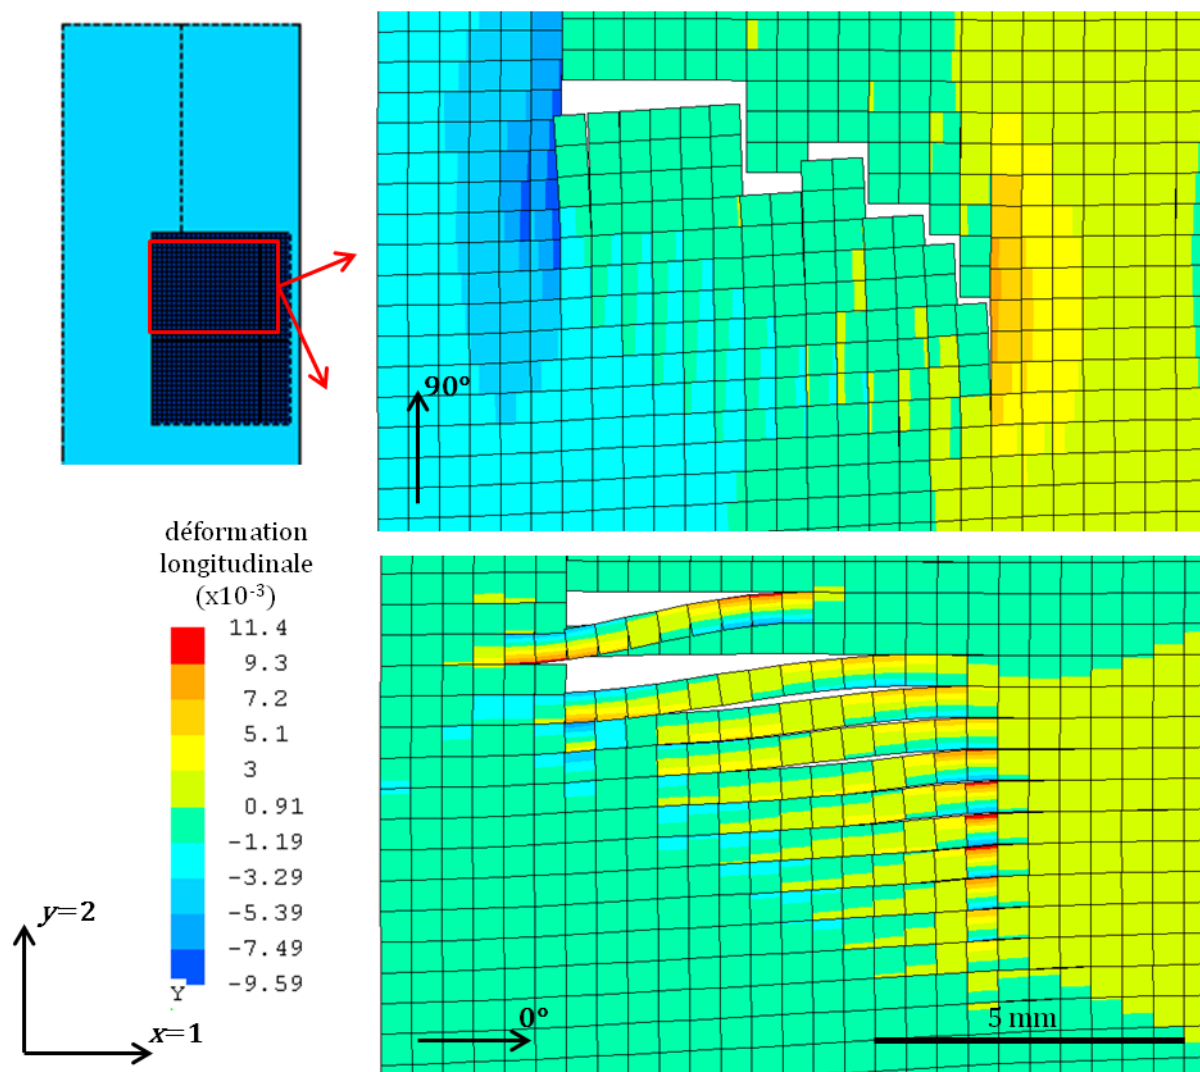 90°
déformation
longitudinale
(x10-3)
11.4
9.3
7.2
5.1
3
0.91
-1.19
-3.29
-5.39
-7.49
-9.59
Y
y=2
x=1
0°
5 mm